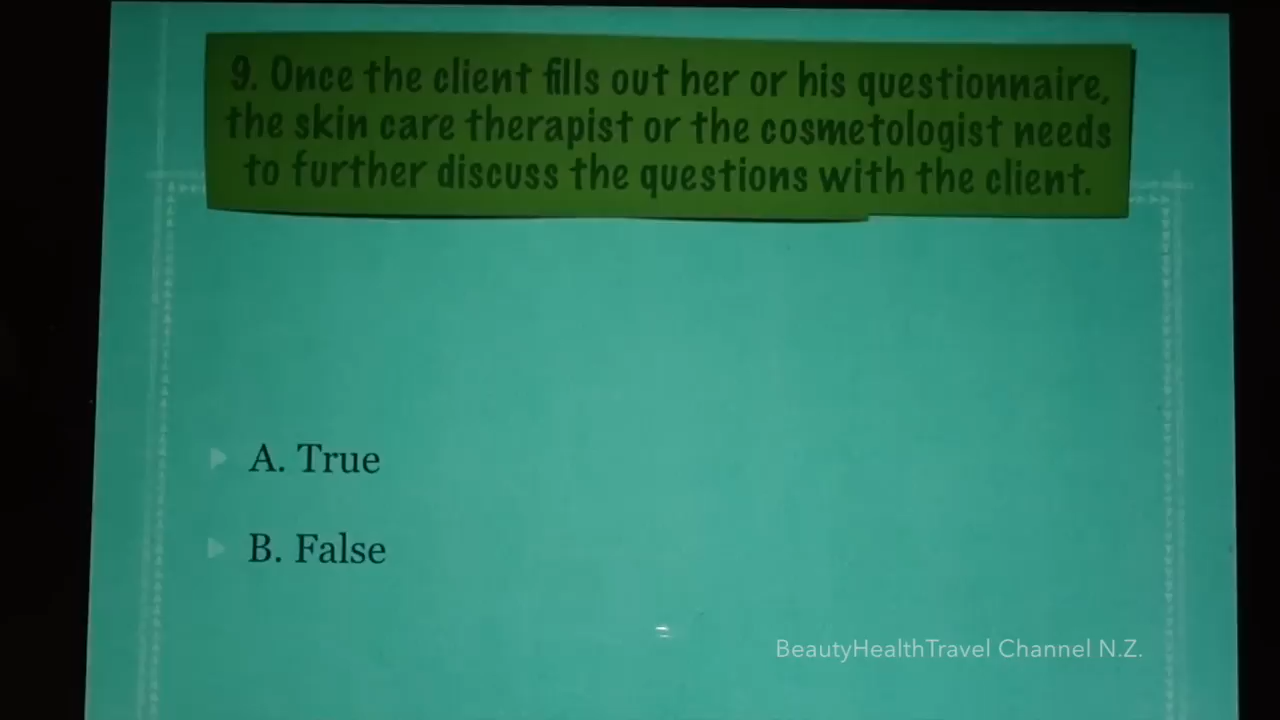 9. Once the client fills out her or his questionnaire,
the skin care therapist or the cosmetologist needs
to further discuss the questions with the client.
A. True
B. False
BeautyHealthTravel Channel N.Z.